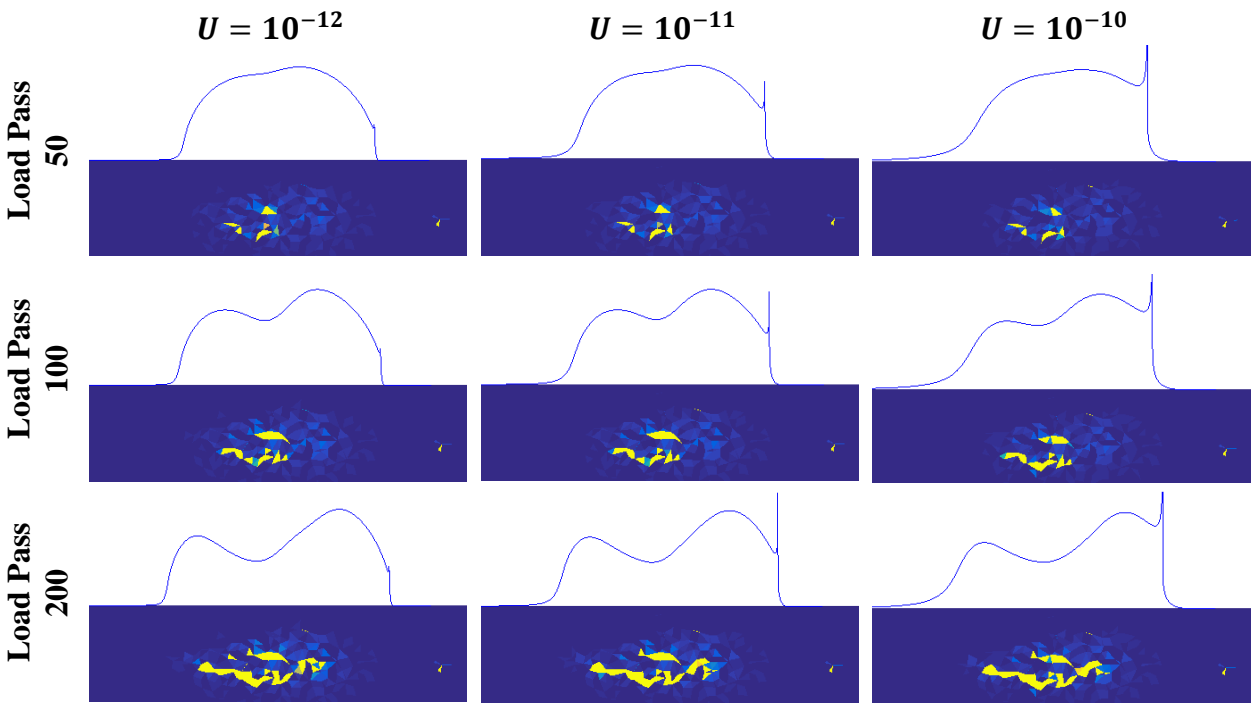 U = 10⁻¹²
U = 10⁻¹¹
U = 10⁻¹⁰
Load Pass
50
Load Pass
100
Load Pass
200